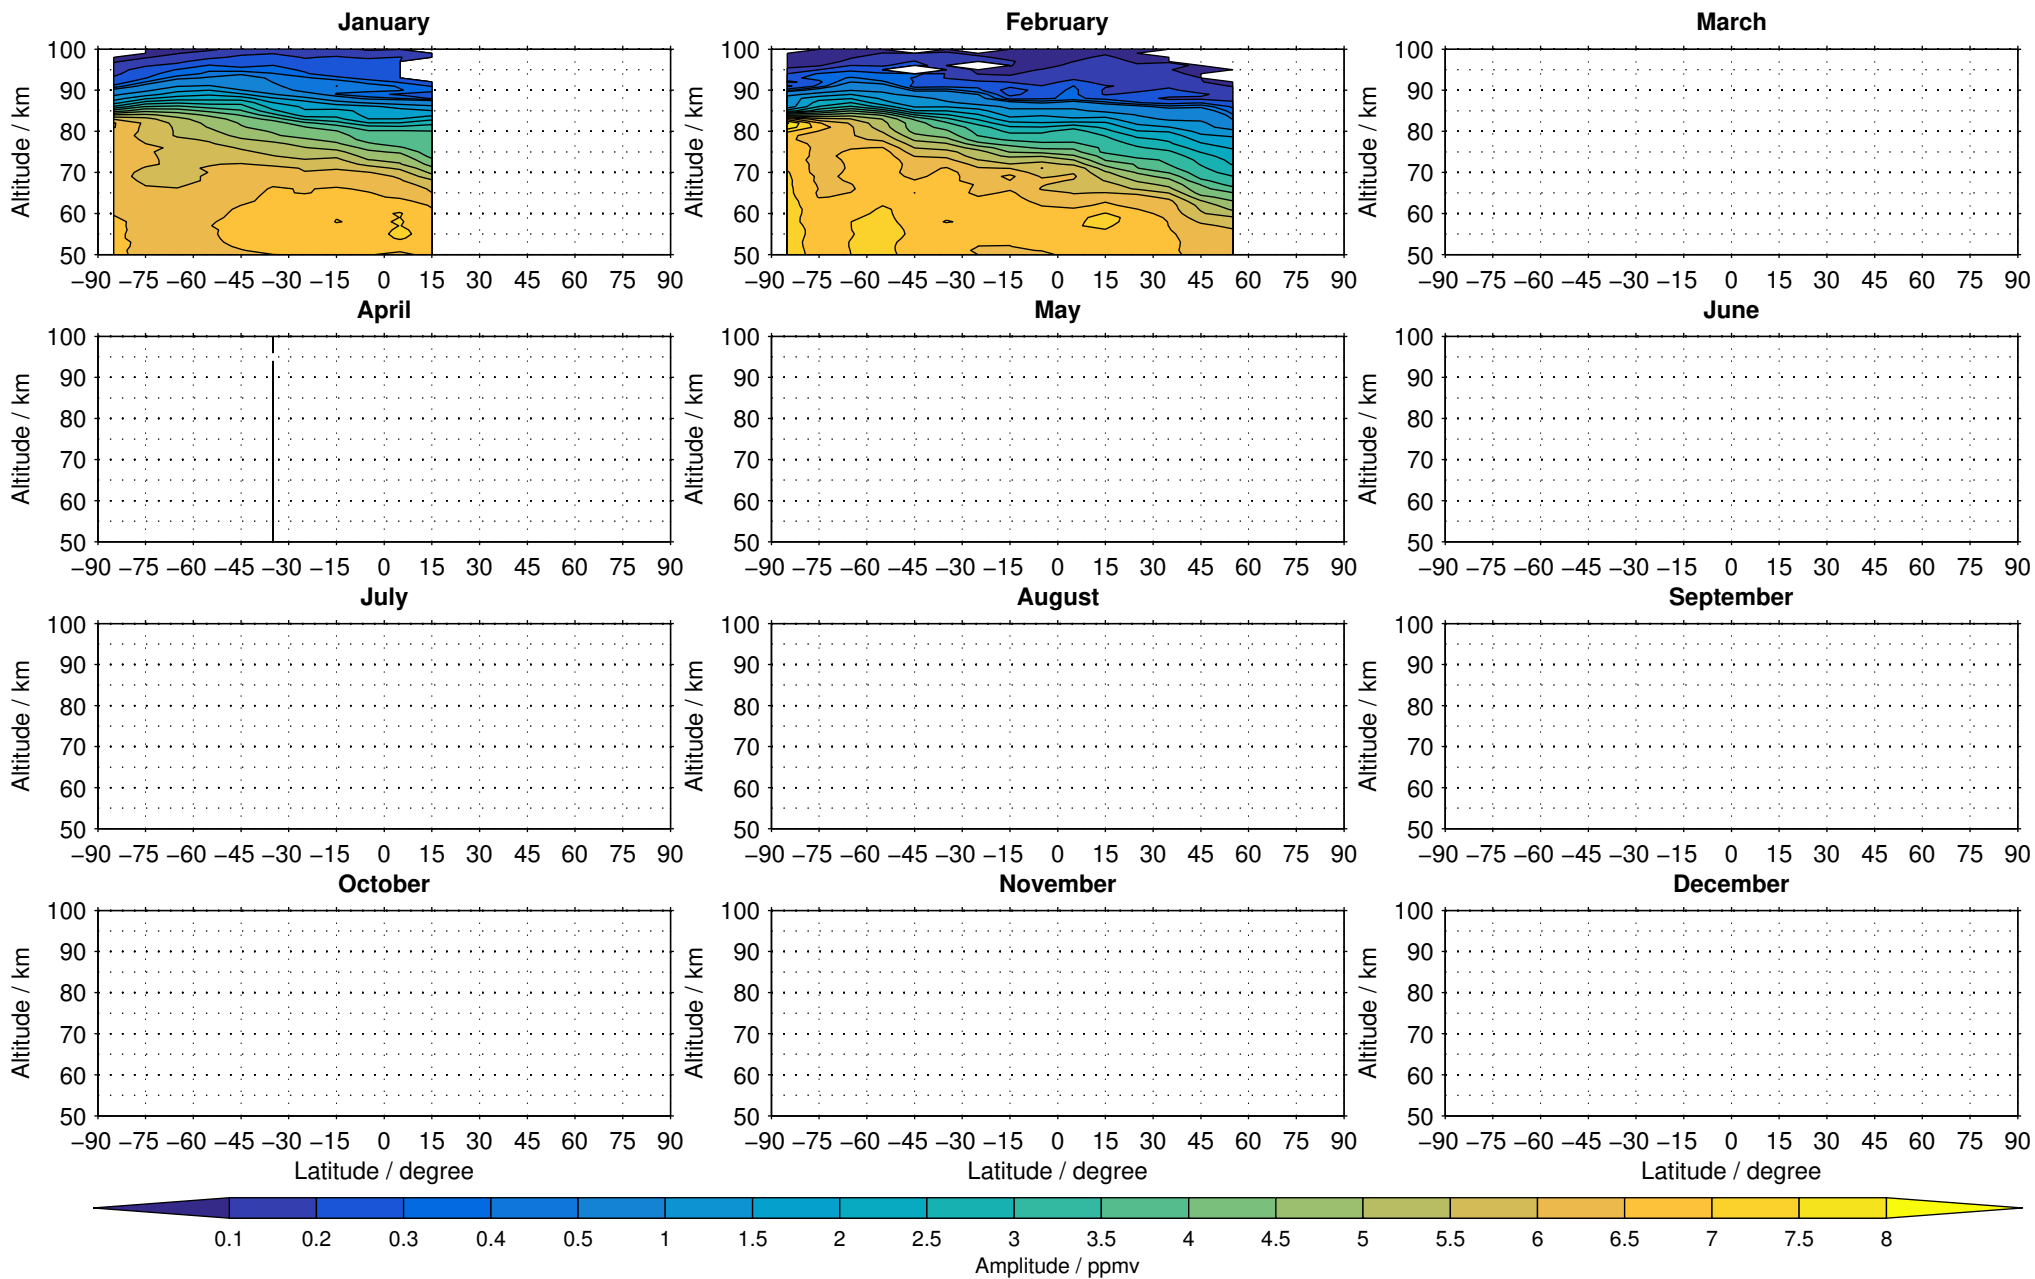 January February March
100 100 100
90 90 90
80 80 80
70 70 70
60 60 60
50 50 50
Altitude / km Altitude / km Altitude / km
−90 −75 −60 −45 −30 −15 0 15 30 45 60 75 90 −90 −75 −60 −45 −30 −15 0 15 30 45 60 75 90 −90 −75 −60 −45 −30 −15 0 15 30 45 60 75 90
April May June
100 100 100
90 90 90
80 80 80
70 70 70
60 60 60
50 50 50
Altitude / km Altitude / km Altitude / km
−90 −75 −60 −45 −30 −15 0 15 30 45 60 75 90 −90 −75 −60 −45 −30 −15 0 15 30 45 60 75 90 −90 −75 −60 −45 −30 −15 0 15 30 45 60 75 90
July August September
100 100 100
90 90 90
80 80 80
70 70 70
60 60 60
50 50 50
Altitude / km Altitude / km Altitude / km
−90 −75 −60 −45 −30 −15 0 15 30 45 60 75 90 −90 −75 −60 −45 −30 −15 0 15 30 45 60 75 90 −90 −75 −60 −45 −30 −15 0 15 30 45 60 75 90
October November December
100 100 100
90 90 90
80 80 80
70 70 70
60 60 60
50 50 50
Altitude / km Altitude / km Altitude / km
−90 −75 −60 −45 −30 −15 0 15 30 45 60 75 90 −90 −75 −60 −45 −30 −15 0 15 30 45 60 75 90 −90 −75 −60 −45 −30 −15 0 15 30 45 60 75 90
Latitude / degree Latitude / degree Latitude / degree
0.1 0.2 0.3 0.4 0.5 1 1.5 2 2.5 3 3.5 4 4.5 5 5.5 6 6.5 7 7.5 8
Amplitude / ppmv